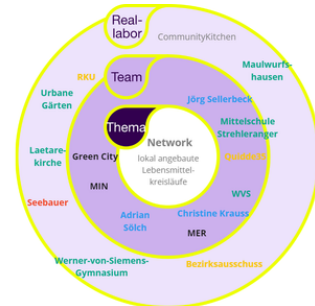 Real-
labor
CommunityKitchen
Team
Maulwurfs-
hausen
RKU
Urbane
Gärten
Jörg Sellerbeck
Thema
Mittelschule
Strehleranger
Network
lokal angebaute
Lebensmittel-
kreisläufe
Laetare-
kirche
Green City
MIN
WVS
Seebauer
Adrian
Sölch
Christine Krauss
MER
Werner-von-Siemens-
Gymnasium
Bezirksausschuss